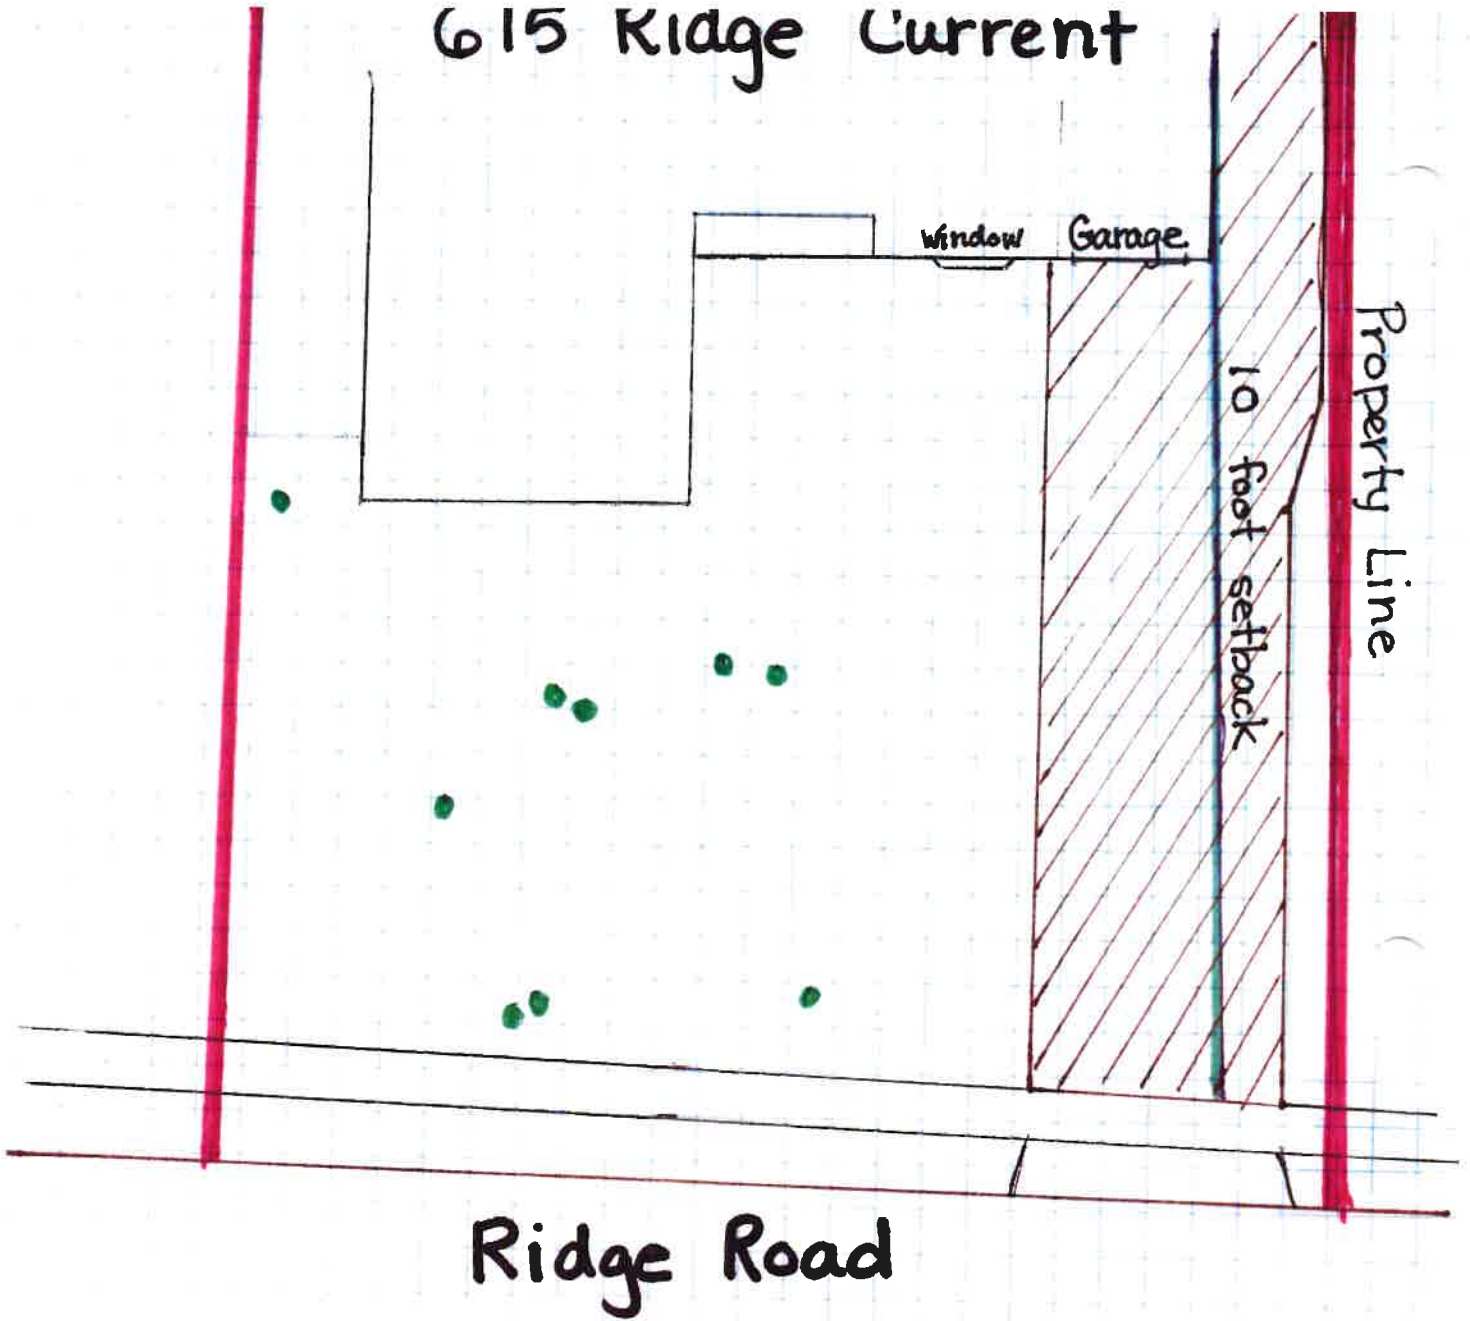 615 Ridge Current
Window
Garage
10 foot setback
Property Line
Ridge Road